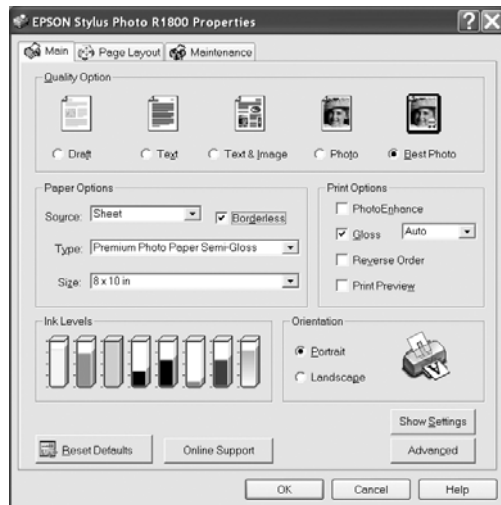 EPSON Stylus Photo R1800 Properties
Main Page Layout Maintenance
Quality Option
Draft Text Text & Image Photo Best Photo
Paper Options
Source: Sheet Borderless
Type: Premium Photo Paper Semi-Gloss
Size: 8 x 10 in
Print Options
PhotoEnhance
Gloss Auto
Reverse Order
Print Preview
Ink Levels
Orientation
Portrait
Landscape
Show Settings
Reset Defaults Online Support Advanced
OK Cancel Help